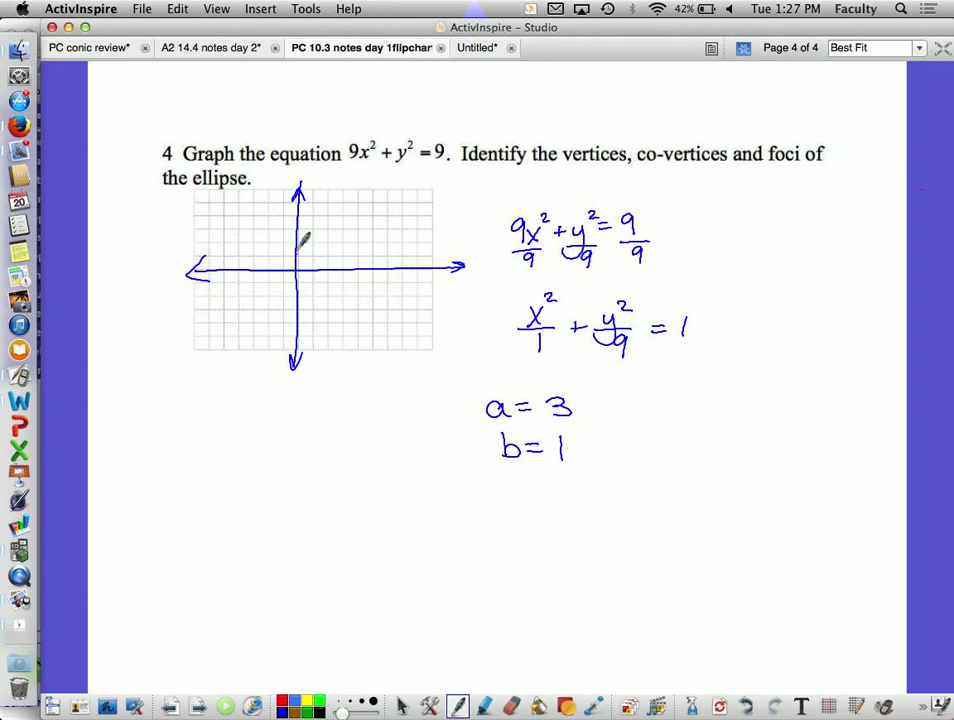 ActivInspire File Edit View Insert Tools Help 42% Tue 1:27 PM Faculty
ActivInspire - Studio
PC conic review* A2 14.4 notes day 2* PC 10.3 notes day 1flipchar Untitled* Page 4 of 4 Best Fit
4 Graph the equation 9x² + y² = 9. Identify the vertices, co-vertices and foci of
the ellipse.
9x²/9 + y²/9 = 9/9
x²/1 + y²/9 = 1
a = 3
b = 1